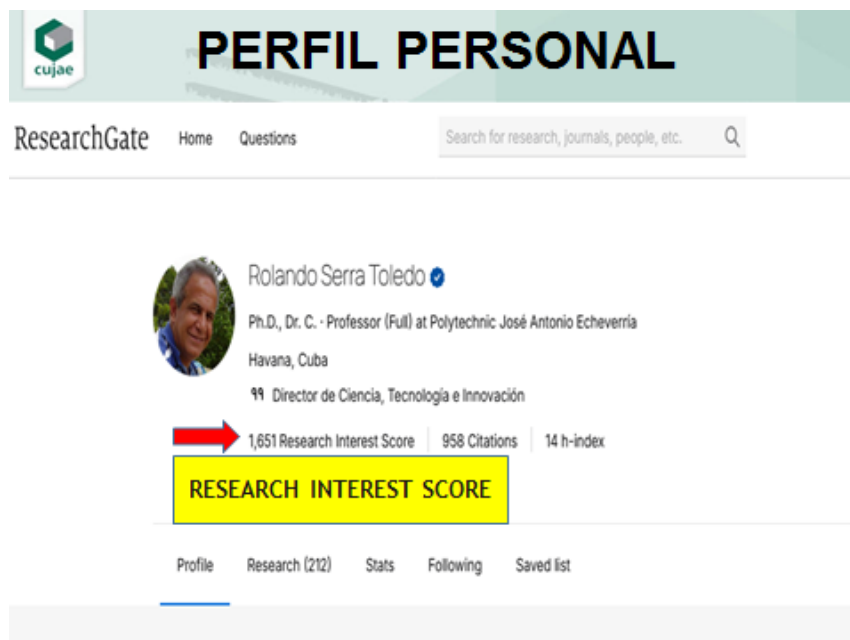 cujae
PERFIL PERSONAL
ResearchGate Home Questions Search for research, journals, people, etc.
Rolando Serra Toledo
Ph.D., Dr. C. · Professor (Full) at Polytechnic José Antonio Echeverría
Havana, Cuba
Director de Ciencia, Tecnología e Innovación
1,651 Research Interest Score 958 Citations 14 h-index
RESEARCH INTEREST SCORE
Profile Research (212) Stats Following Saved list